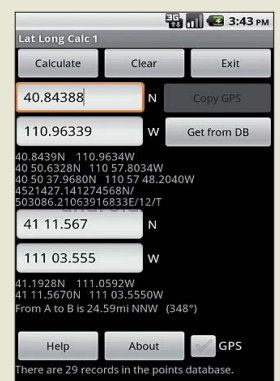 3G 3:43 PM
Lat Long Calc 1
Calculate Clear Exit
40.84388 N Copy GPS
110.96339 W Get from DB
40.8439N 110.9634W
40 50.6328N 110 57.8034W
40 50 37.9680N 110 57 48.2040W
4521427.141274568N/
503086.21063916833E/12/T
41 11.567 N
111 03.555 W
41.1928N 111.0592W
41 11.5670N 111 03.5550W
From A to B is 24.59mi NNW (348°)
Help About GPS
There are 29 records in the points database.